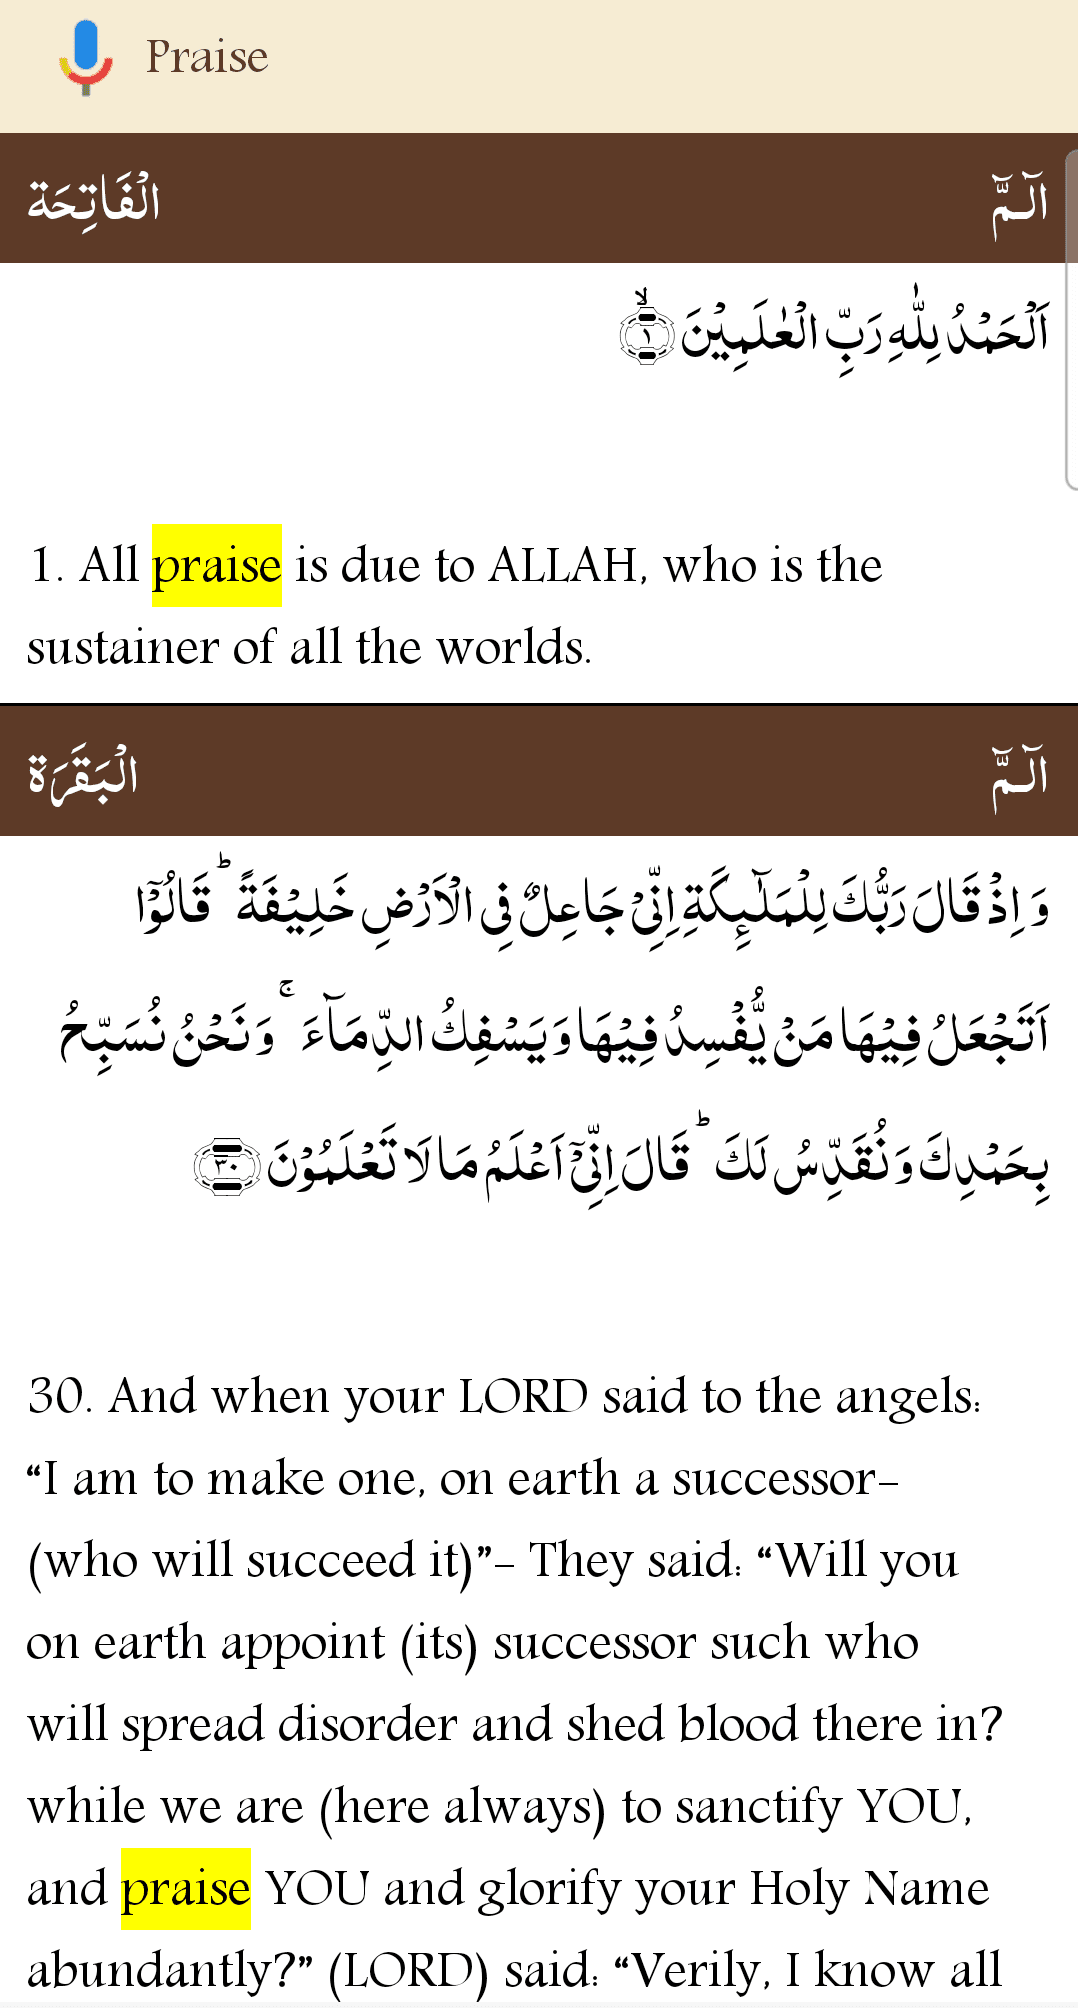 Praise
الْفَاتِحَة
الٓمّٓ
اَلْحَمْدُ لِلّٰهِ رَبِّ الْعٰلَمِيْنَ ۙ﴿۱﴾
1. All praise is due to ALLAH, who is the
sustainer of all the worlds.
الْبَقَرَة
الٓمّٓ
وَ اِذْ قَالَ رَبُّكَ لِلْمَلٰٓئِكَةِ اِنِّیْ جَاعِلٌ فِی الْاَرْضِ خَلِیْفَةً ؕ قَالُوْۤا
اَتَجْعَلُ فِیْهَا مَنْ یُّفْسِدُ فِیْهَا وَ یَسْفِكُ الدِّمَآءَ ۚ وَ نَحْنُ نُسَبِّحُ
بِحَمْدِكَ وَ نُقَدِّسُ لَكَ ؕ قَالَ اِنِّیْۤ اَعْلَمُ مَا لَا تَعْلَمُوْنَ ﴿۳۰﴾
30. And when your LORD said to the angels:
“I am to make one, on earth a successor-
(who will succeed it)”- They said: “Will you
on earth appoint (its) successor such who
will spread disorder and shed blood there in?
while we are (here always) to sanctify YOU,
and praise YOU and glorify your Holy Name
abundantly?” (LORD) said: “Verily, I know all